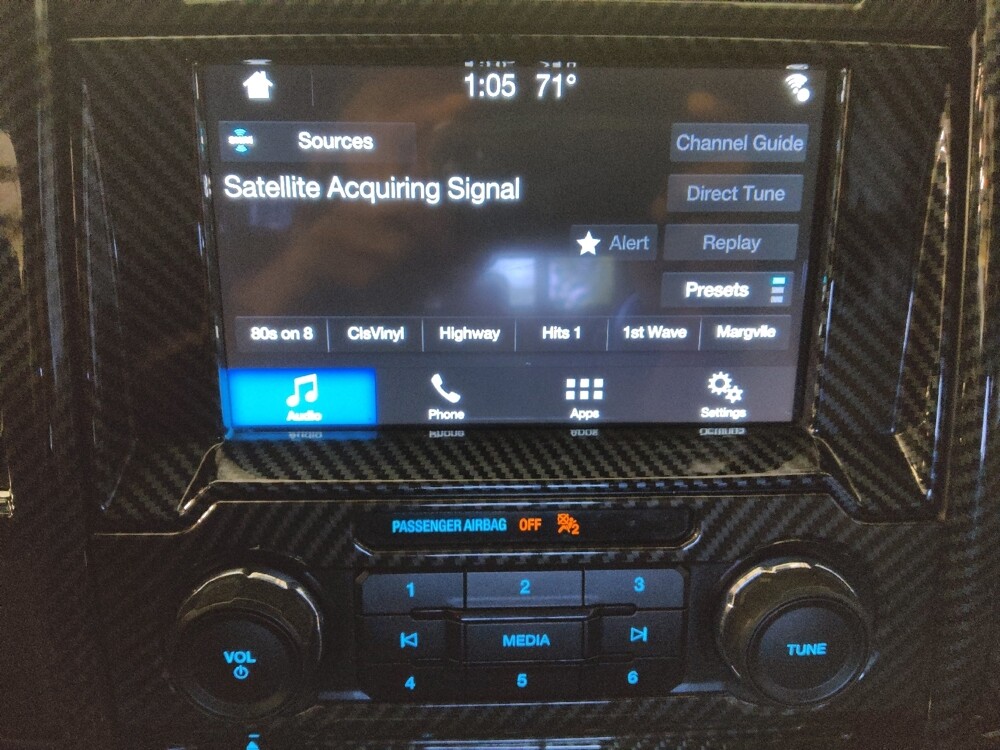 1:05 71°
Sources
Channel Guide
Satellite Acquiring Signal
Direct Tune
Alert
Replay
Presets
80s on 8 ClsVinyl Highway Hits 1 1st Wave Margvlle
Audio Phone Apps Settings
PASSENGER AIRBAG OFF 2
1 2 3
VOL MEDIA TUNE
4 5 6